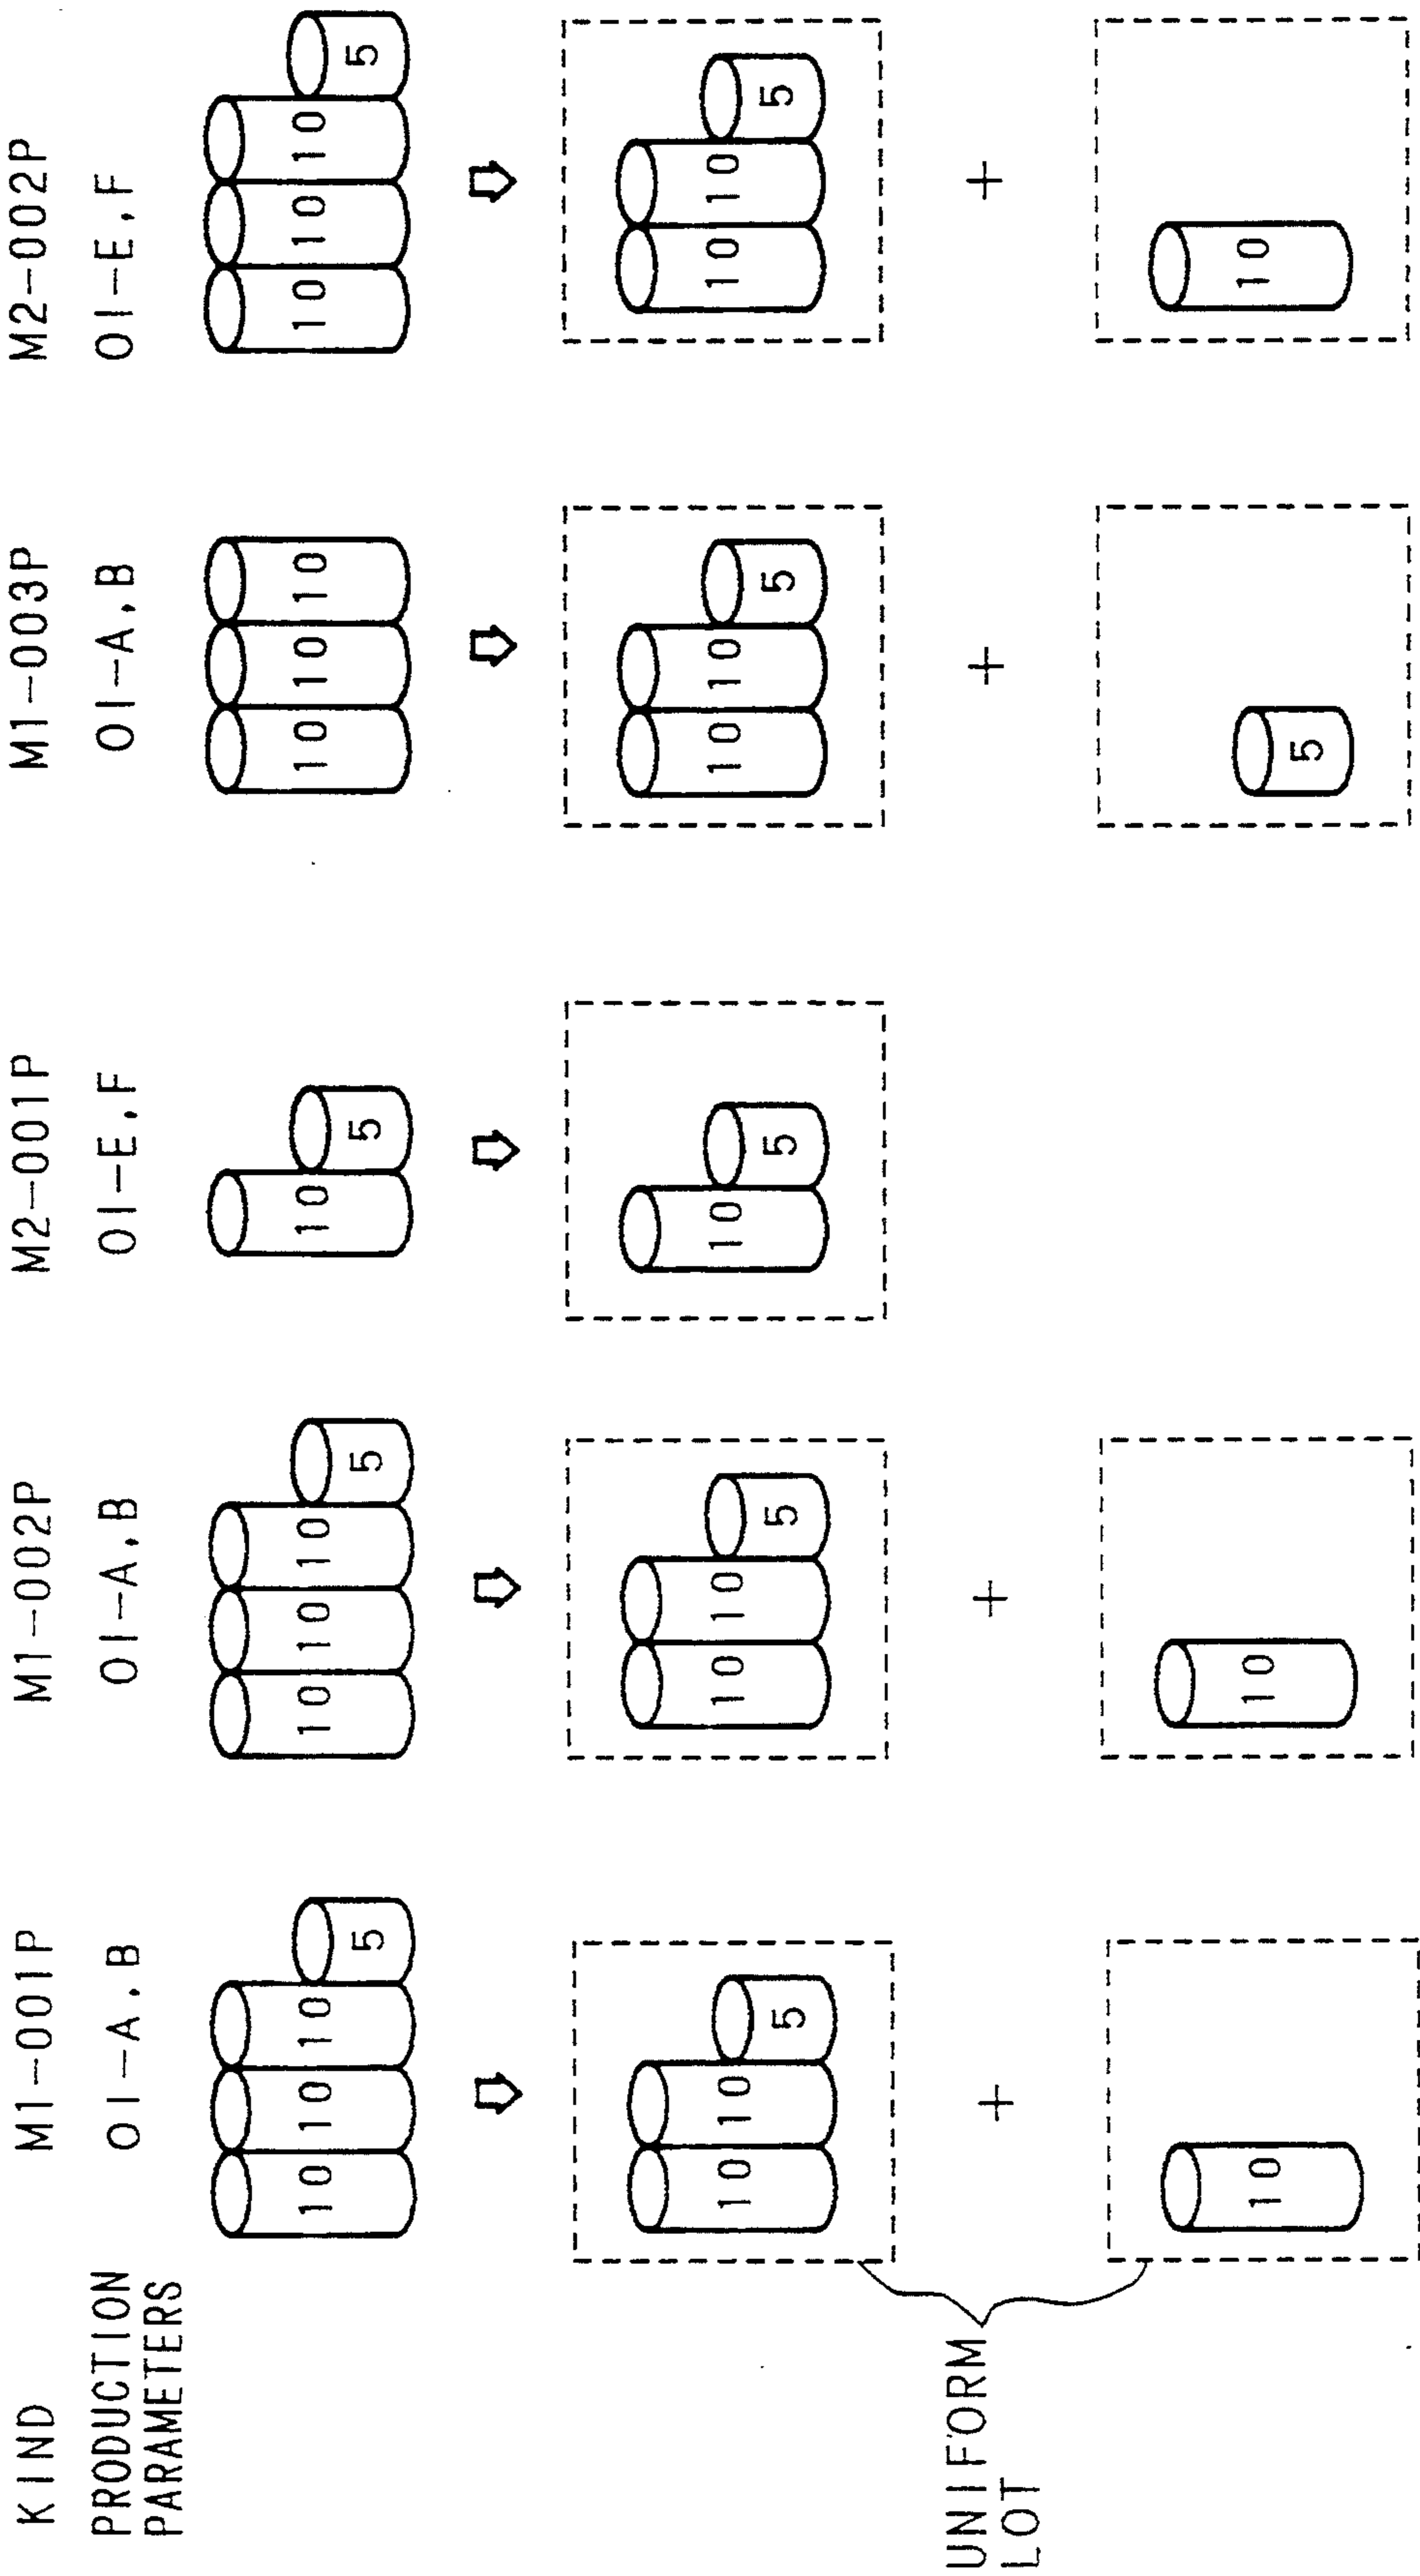 KIND M1-001P M1-002P M2-001P M1-003P M2-002P
PRODUCTION PARAMETERS OI-A,B OI-A,B OI-E,F OI-A,B OI-E,F
10 10 10 5 10 10 10 5 10 5 10 10 10 10 10 10 5
10 10 5 10 10 5 10 5 10 10 5 10 10 5
UNIFORM
LOT
+ + + +
10 10 5 10